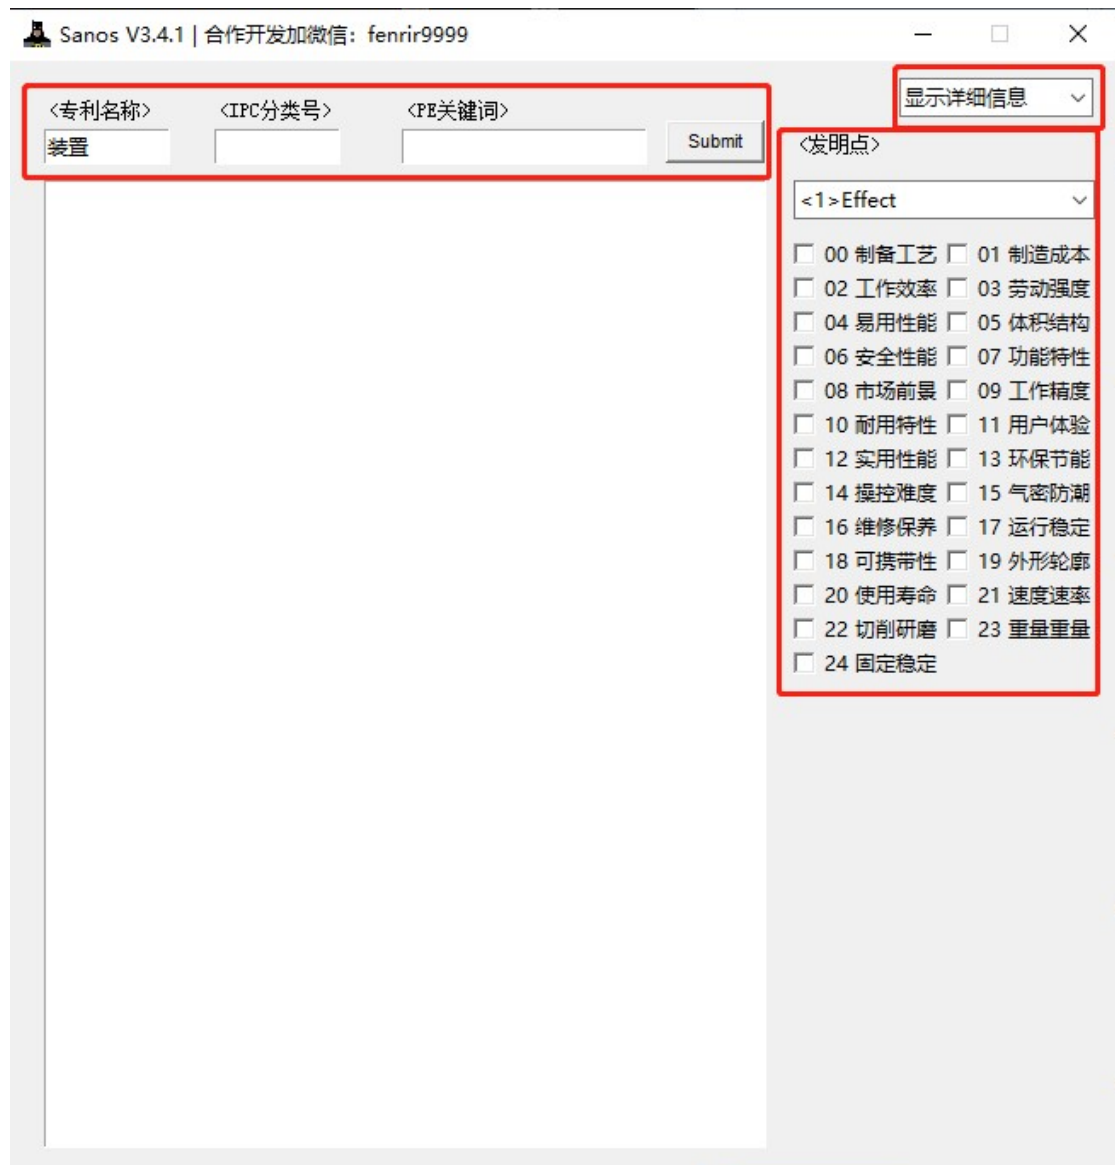 Sanos V3.4.1 | 合作开发加微信：fenrir9999
显示详细信息
<专利名称> <IPC分类号> <PE关键词>
装置 Submit
<发明点>
<1>Effect
00 制备工艺 01 制造成本
02 工作效率 03 劳动强度
04 易用性能 05 体积结构
06 安全性能 07 功能特性
08 市场前景 09 工作精度
10 耐用特性 11 用户体验
12 实用性能 13 环保节能
14 操控难度 15 气密防潮
16 维修保养 17 运行稳定
18 可携带性 19 外形轮廓
20 使用寿命 21 速度速率
22 切削研磨 23 重量重量
24 固定稳定